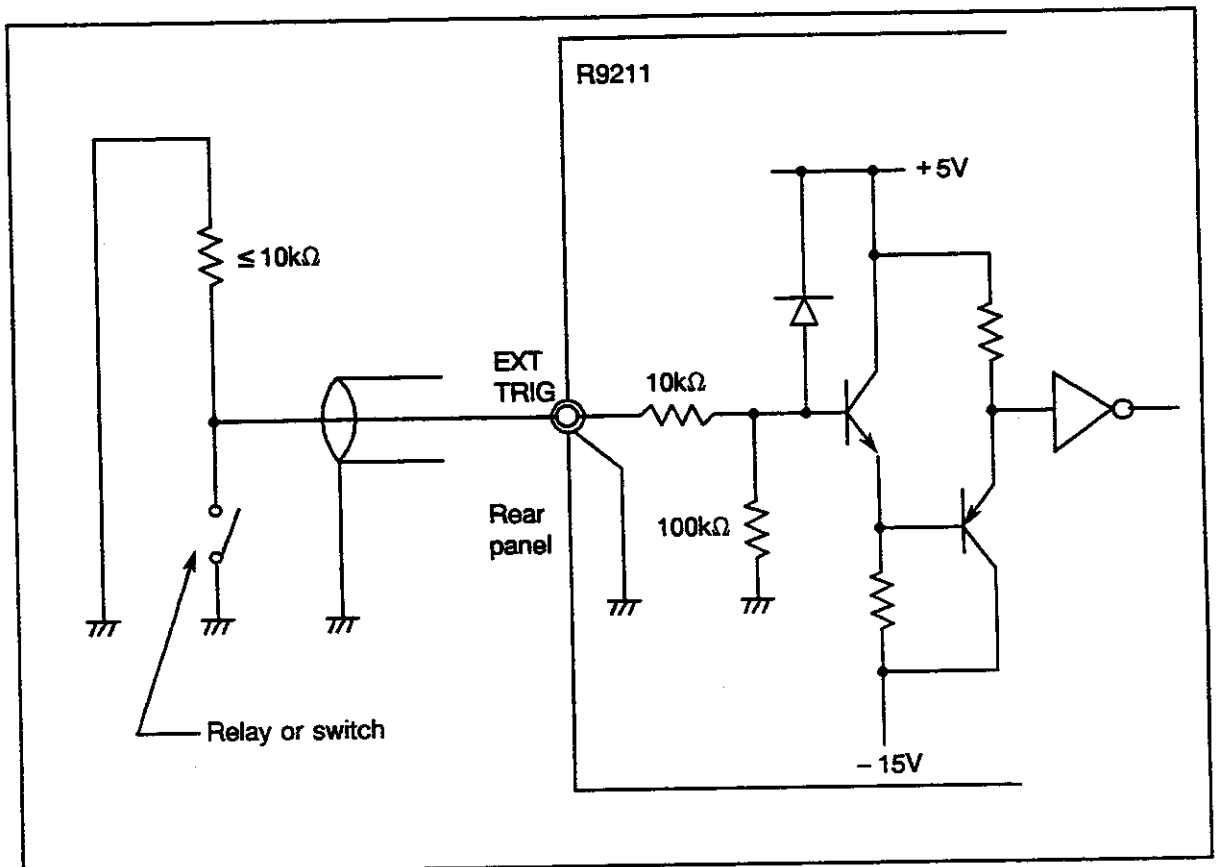 R9211
+5V
≤ 10kΩ
EXT
TRIG
10kΩ
100kΩ
Rear
panel
Relay or switch
– 15V